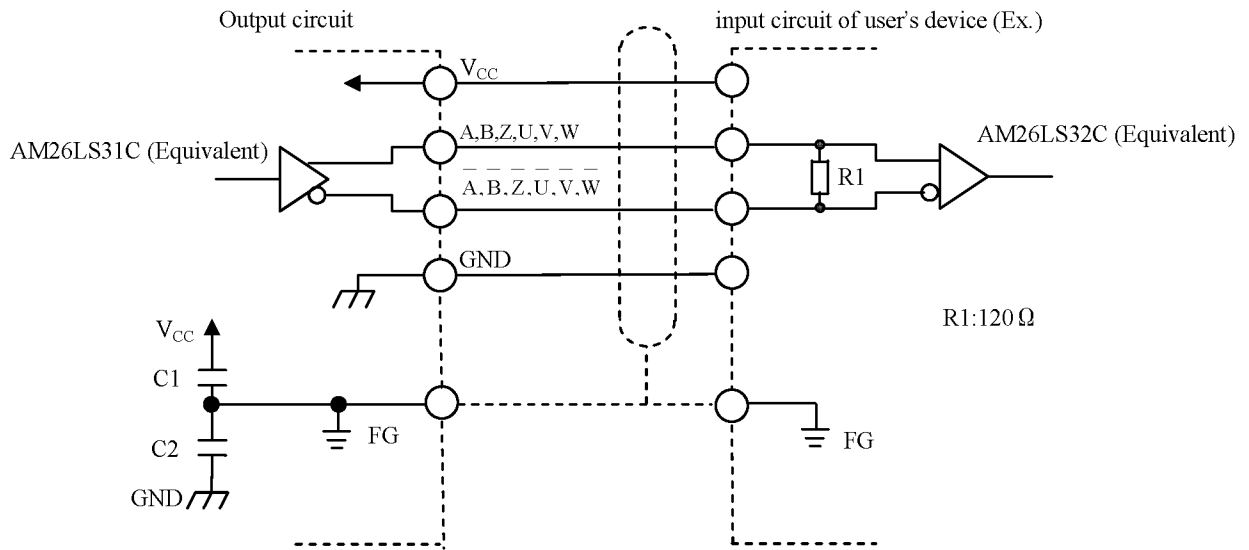 Output circuit
input circuit of user's device (Ex.)
VCC
A,B,Z,U,V,W
AM26LS31C (Equivalent)
AM26LS32C (Equivalent)
R1
A̅,B̅,Z̅,U̅,V̅,W̅
GND
R1:120Ω
VCC
C1
FG
FG
C2
GND